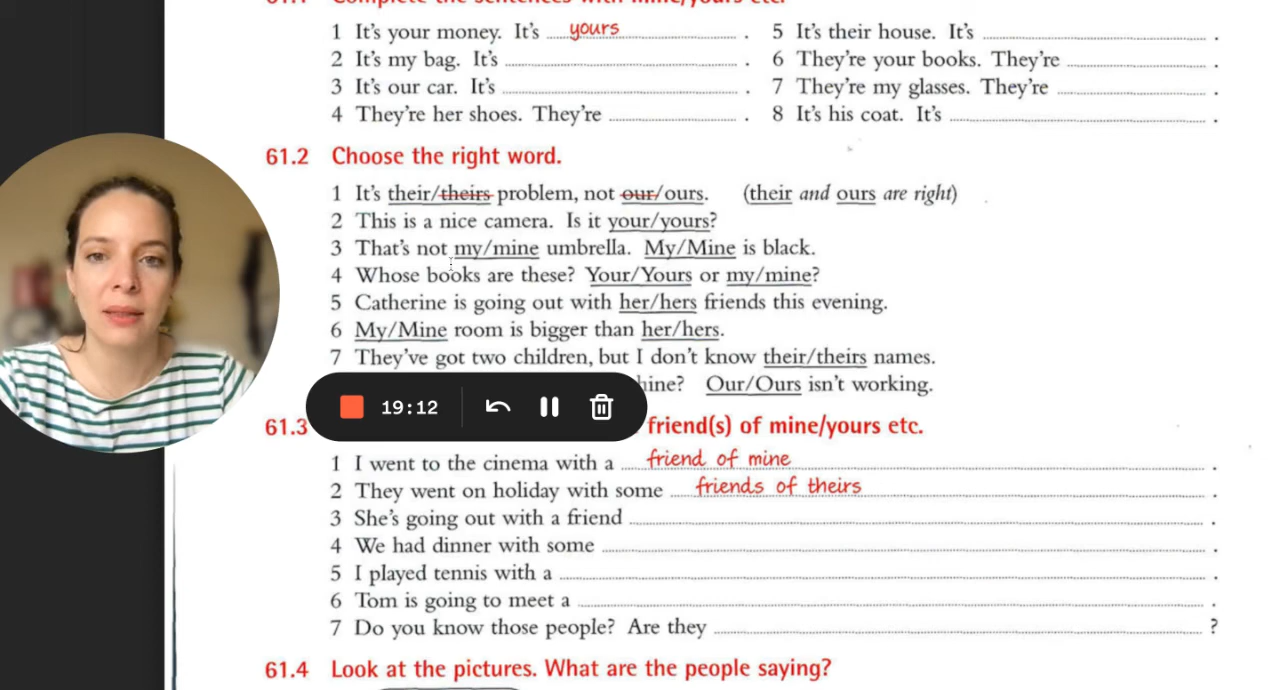 1 It's your money. It's yours .
2 It's my bag. It's .
3 It's our car. It's .
4 They're her shoes. They're .
5 It's their house. It's .
6 They're your books. They're .
7 They're my glasses. They're .
8 It's his coat. It's .
61.2 Choose the right word.
1 It's their/theirs problem, not our/ours. (their and ours are right)
2 This is a nice camera. Is it your/yours?
3 That's not my/mine umbrella. My/Mine is black.
4 Whose books are these? Your/Yours or my/mine?
5 Catherine is going out with her/hers friends this evening.
6 My/Mine room is bigger than her/hers.
7 They've got two children, but I don't know their/theirs names.
hine? Our/Ours isn't working.
19:12
61.3 friend(s) of mine/yours etc.
1 I went to the cinema with a friend of mine .
2 They went on holiday with some friends of theirs .
3 She's going out with a friend .
4 We had dinner with some .
5 I played tennis with a .
6 Tom is going to meet a .
7 Do you know those people? Are they ?
61.4 Look at the pictures. What are the people saying?